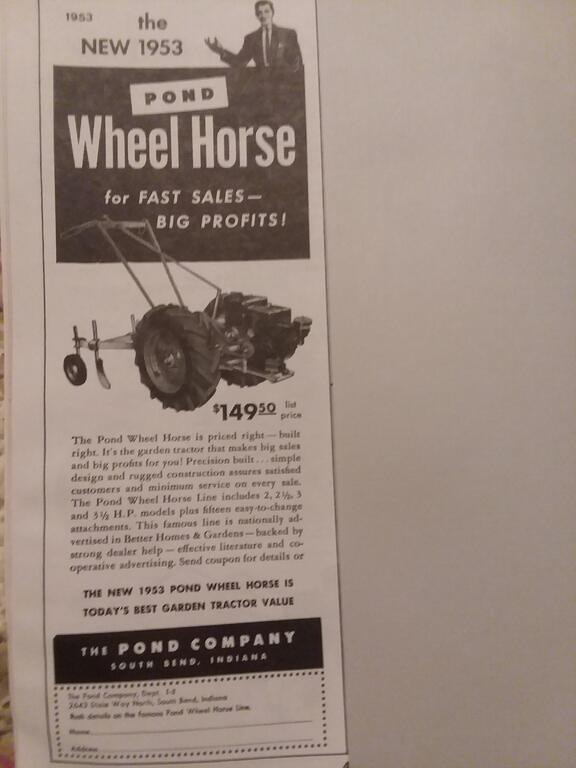 1953
the
NEW 1953
POND
Wheel Horse
for FAST SALES—
BIG PROFITS!
$149⁵⁰ list
price
The Pond Wheel Horse is priced right—built
right. It's the garden tractor that makes big sales
and big profits for you! Precision built . . . simple
design and rugged construction assures satisfied
customers and minimum service on every sale.
The Pond Wheel Horse Line includes 2, 2½, 3
and 3½ H.P. models plus fifteen easy-to-change
attachments. This famous line is nationally ad-
vertised in Better Homes & Gardens—backed by
strong dealer help—effective literature and co-
operative advertising. Send coupon for details or
THE NEW 1953 POND WHEEL HORSE IS
TODAY'S BEST GARDEN TRACTOR VALUE
THE POND COMPANY
SOUTH BEND, INDIANA
The Pond Company, Dept.
State Way North, South Bend, Indiana
Rush details on the famous Pond Wheel Horse Line.
Name
Address